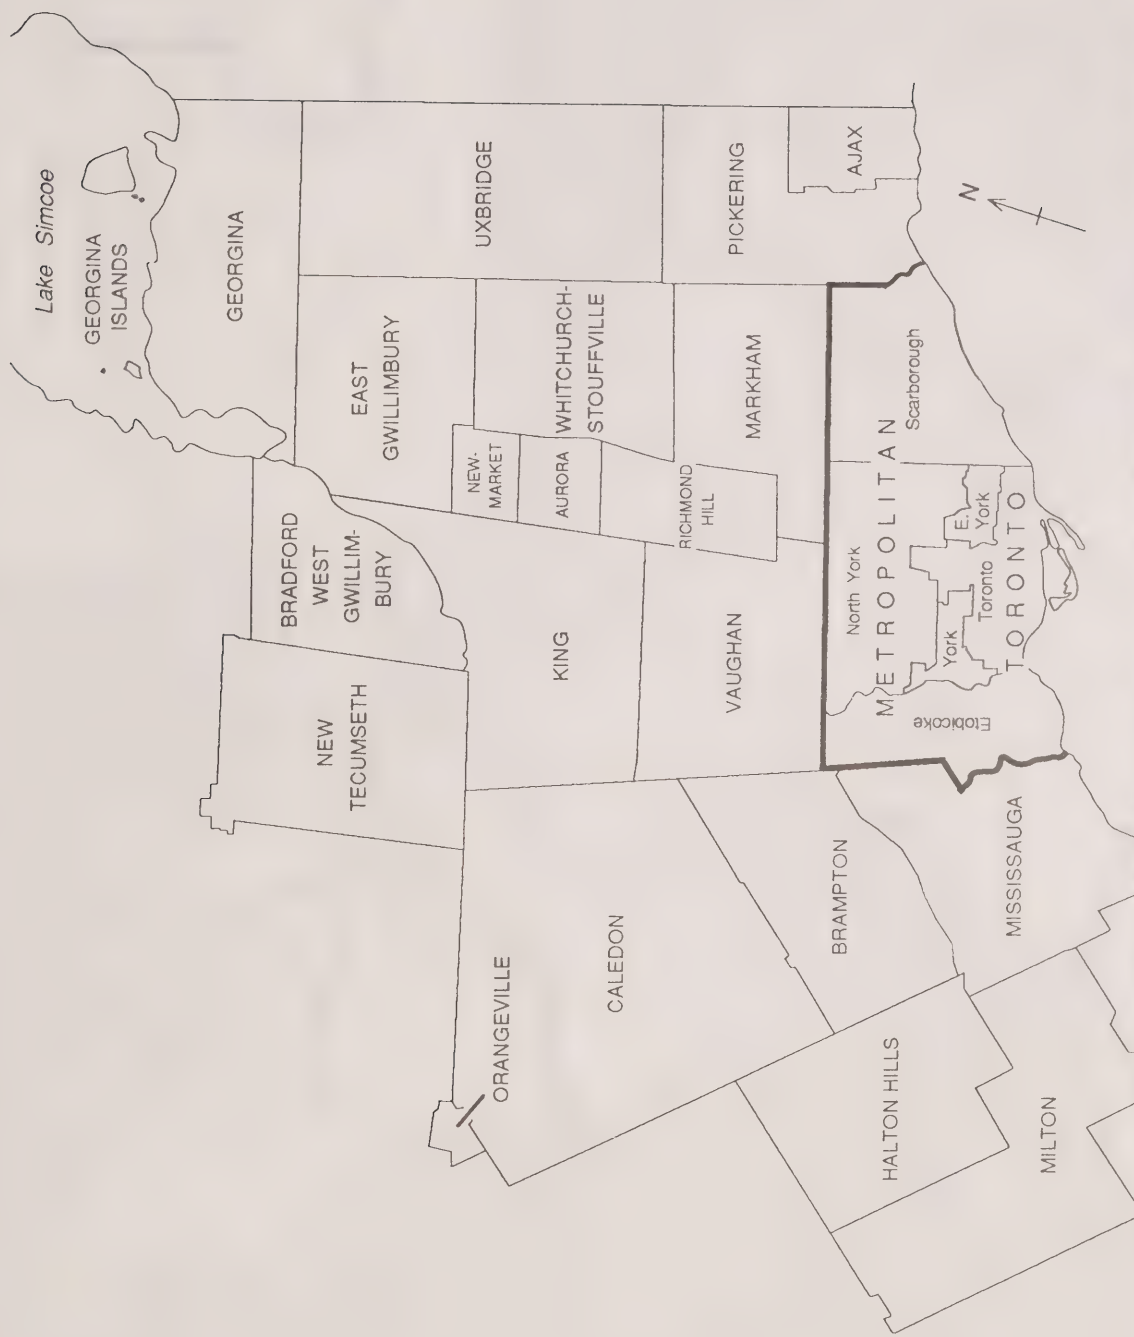 Lake Simcoe
GEORGINA
ISLANDS
GEORGINA
UXBRIDGE
EAST
GWILLIMBURY
WHITCHURCH-
STOUFFVILLE
NEW-
MARKET
AURORA
RICHMOND
HILL
PICKERING
AJAX
N
MARKHAM
BRADFORD
WEST
GWILLIM-
BURY
NEW
TECUMSETH
KING
VAUGHAN
METROPOLITAN
TORONTO
Scarborough
North York
E.
York
York
Toronto
Etobicoke
ORANGEVILLE
CALEDON
BRAMPTON
MISSISSAUGA
HALTON HILLS
MILTON